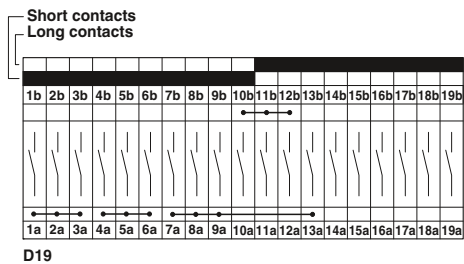 Short contacts
Long contacts
1b 2b 3b 4b 5b 6b 7b 8b 9b 10b 11b 12b 13b 14b 15b 16b 17b 18b 19b
1a 2a 3a 4a 5a 6a 7a 8a 9a 10a 11a 12a 13a 14a 15a 16a 17a 18a 19a
D19